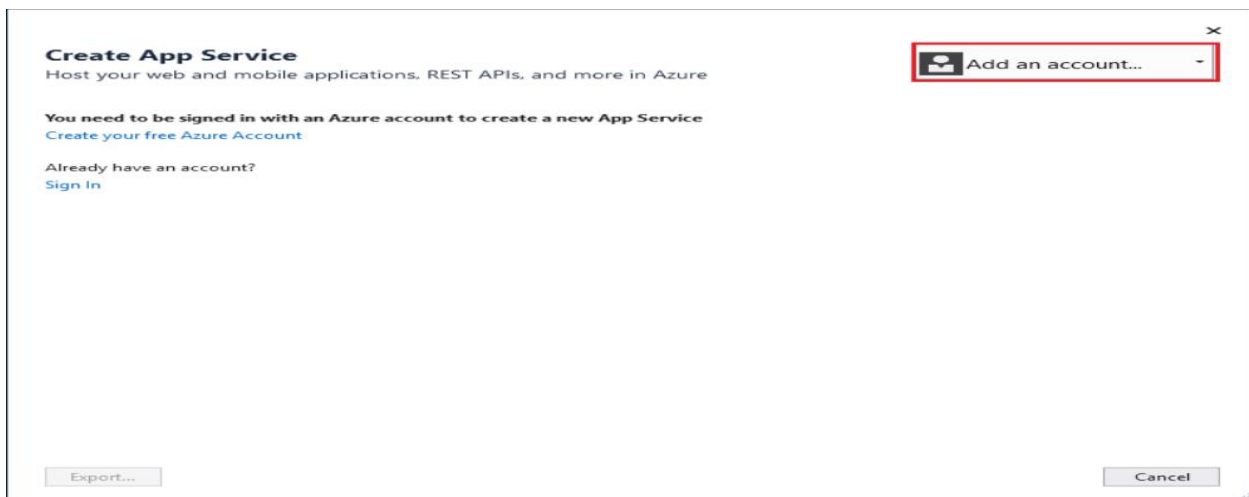 Create App Service
Host your web and mobile applications, REST APIs, and more in Azure
Add an account...
You need to be signed in with an Azure account to create a new App Service
Create your free Azure Account
Already have an account?
Sign In
Export...
Cancel